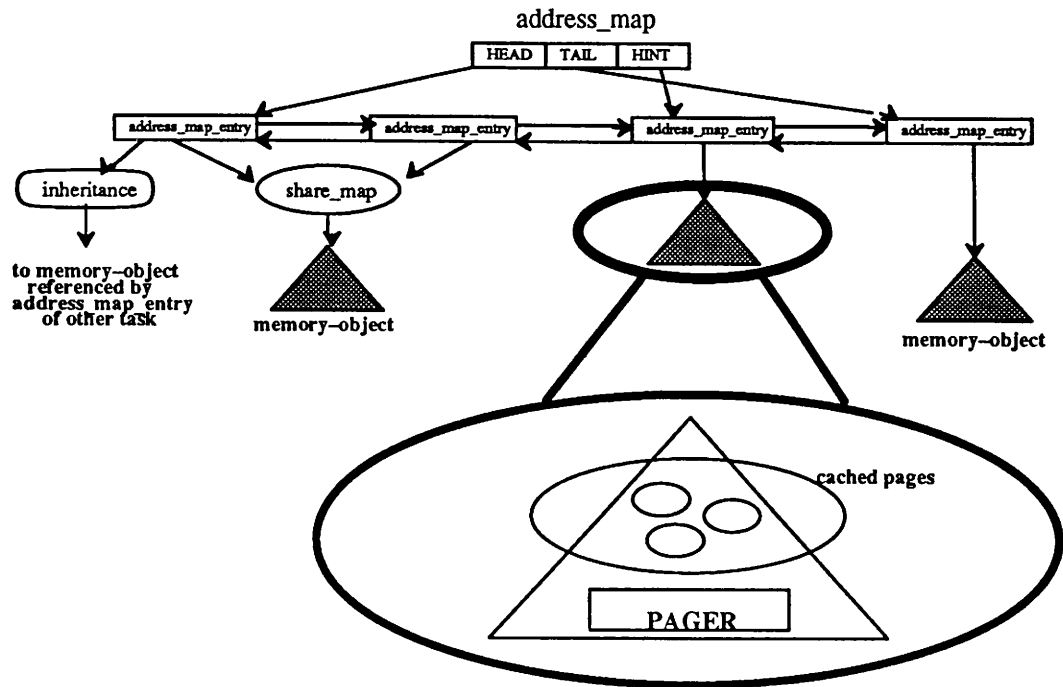 address_map
HEAD TAIL HINT
address_map_entry address_map_entry address_map_entry address_map_entry
inheritance share_map
to memory-object
referenced by
address_map_entry
of other task
memory-object
memory-object
cached pages
PAGER